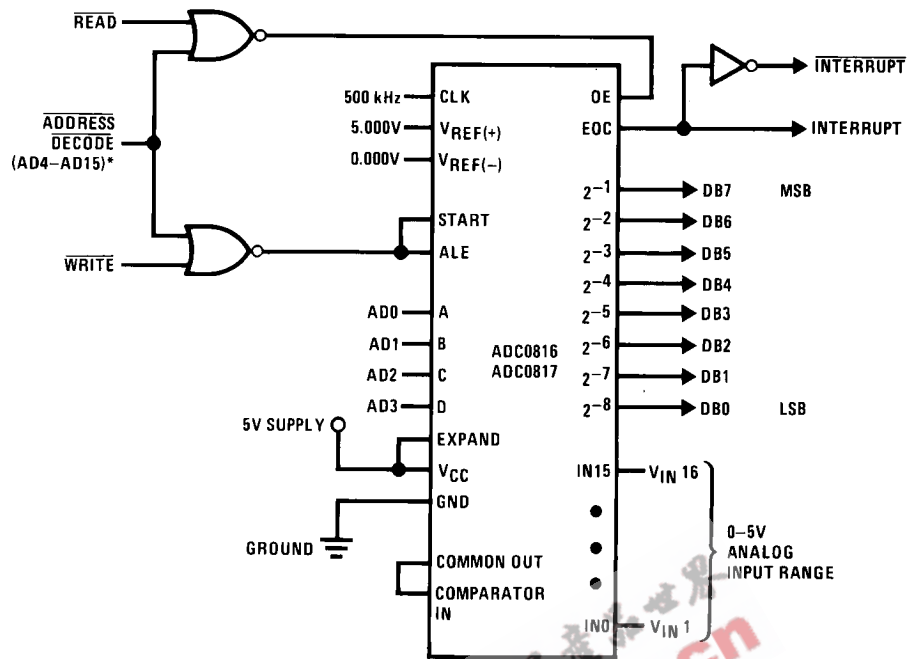 READ
500 kHz
CLK
OE
INTERRUPT
ADDRESS
DECODE
(AD4–AD15)*
5.000V
VREF(+)
EOC
INTERRUPT
0.000V
VREF(−)
2−1
DB7
MSB
START
2−2
DB6
WRITE
ALE
2−3
DB5
2−4
DB4
AD0
A
2−5
DB3
AD1
B
ADC0816
ADC0817
2−6
DB2
AD2
C
2−7
DB1
AD3
D
2−8
DB0
LSB
5V SUPPLY
EXPAND
VCC
IN15
VIN 16
GND
GROUND
0–5V
ANALOG
INPUT RANGE
COMMON OUT
COMPARATOR
IN
IN0
VIN 1